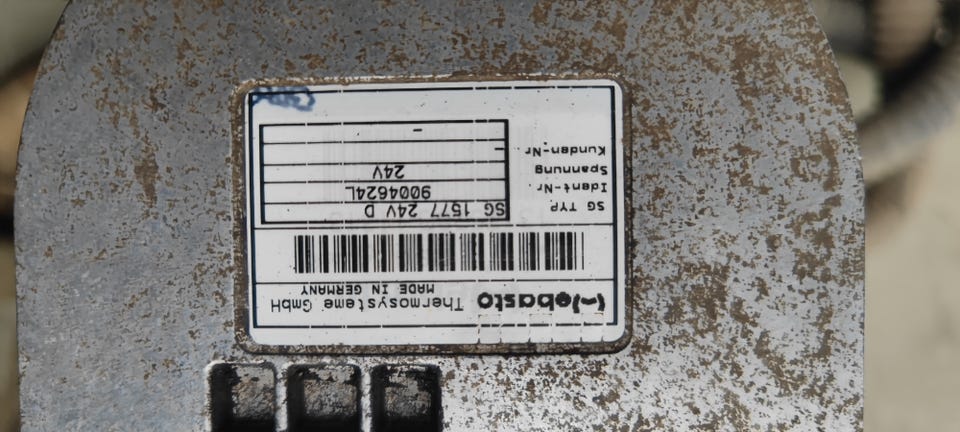 Webasto Thermosysteme GmbH
MADE IN GERMANY
SG TYP SG 1577 24V D
Ident-Nr. 9004624L
Spannung 24V
Kunden-Nr. -
-